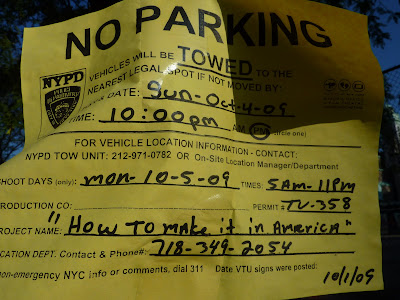 NO PARKING
VEHICLES WILL BE TOWED TO THE
NEAREST LEGAL SPOT IF NOT MOVED BY:
NYPD
DATE: Sun-Oct-4-09
TIME: 10:00pm AM PM (circle one)
FOR VEHICLE LOCATION INFORMATION - CONTACT:
NYPD TOW UNIT: 212-971-0782 OR On-Site Location Manager/Department
SHOOT DAYS (only): mon-10-5-09 TIMES: 5AM-11PM
PRODUCTION CO: PERMIT# TV-358
PROJECT NAME: "HOW TO MAKE it iN AMERICA"
LOCATION DEPT. Contact & Phone#: 718-349-2054
Non-emergency NYC info or comments, dial 311 Date VTU signs were posted: 10/1/09